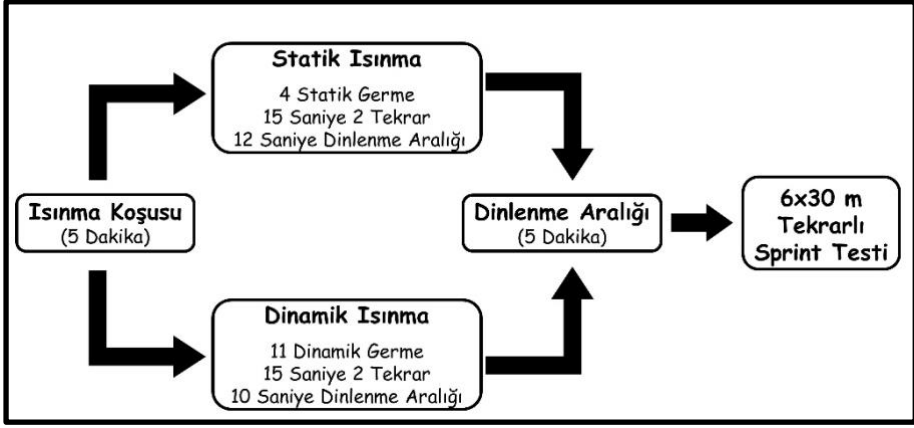 Isınma Koşusu
(5 Dakika)
Statik Isınma
4 Statik Germe
15 Saniye 2 Tekrar
12 Saniye Dinlenme Aralığı
Dinamik Isınma
11 Dinamik Germe
15 Saniye 2 Tekrar
10 Saniye Dinlenme Aralığı
Dinlenme Aralığı
(5 Dakika)
6x30 m
Tekrarlı
Sprint Testi